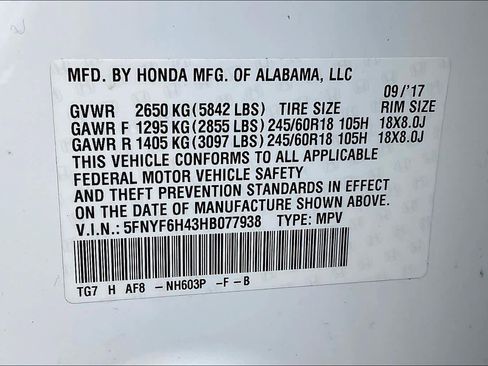 MFD. BY HONDA MFG. OF ALABAMA, LLC 09/'17
GVWR 2650 KG(5842 LBS) TIRE SIZE RIM SIZE
GAWR F 1295 KG(2855 LBS)245/60R18 105H 18X8.0J
GAWR R 1405 KG(3097 LBS)245/60R18 105H 18X8.0J
THIS VEHICLE CONFORMS TO ALL APPLICABLE
FEDERAL MOTOR VEHICLE SAFETY
AND THEFT PREVENTION STANDARDS IN EFFECT
ON THE DATE OF MANUFACTURE SHOWN ABOVE.
V.I.N.: 5FNYF6H43HB077938 TYPE: MPV
TG7 H AF8 -NH603P -F-B